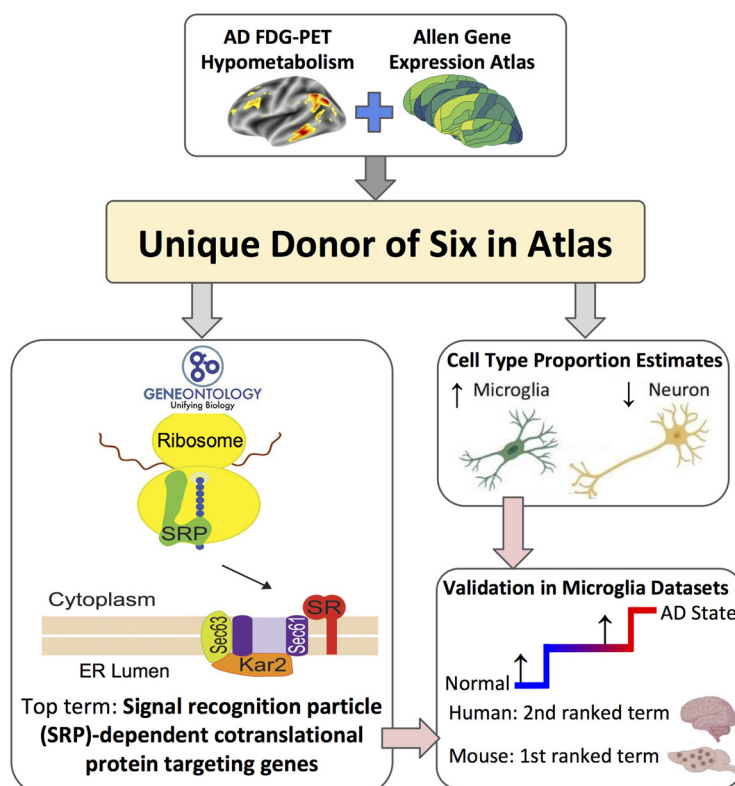 AD FDG-PET
Hypometabolism
Allen Gene
Expression Atlas
Unique Donor of Six in Atlas
GENEONTOLOGY
Unifying Biology
Ribosome
SRP
Cytoplasm
SR
Sec63
Sec61
Kar2
ER Lumen
Top term: Signal recognition particle
(SRP)-dependent cotranslational
protein targeting genes
Cell Type Proportion Estimates
↑ Microglia
↓ Neuron
Validation in Microglia Datasets
AD State
Normal
Human: 2nd ranked term
Mouse: 1st ranked term